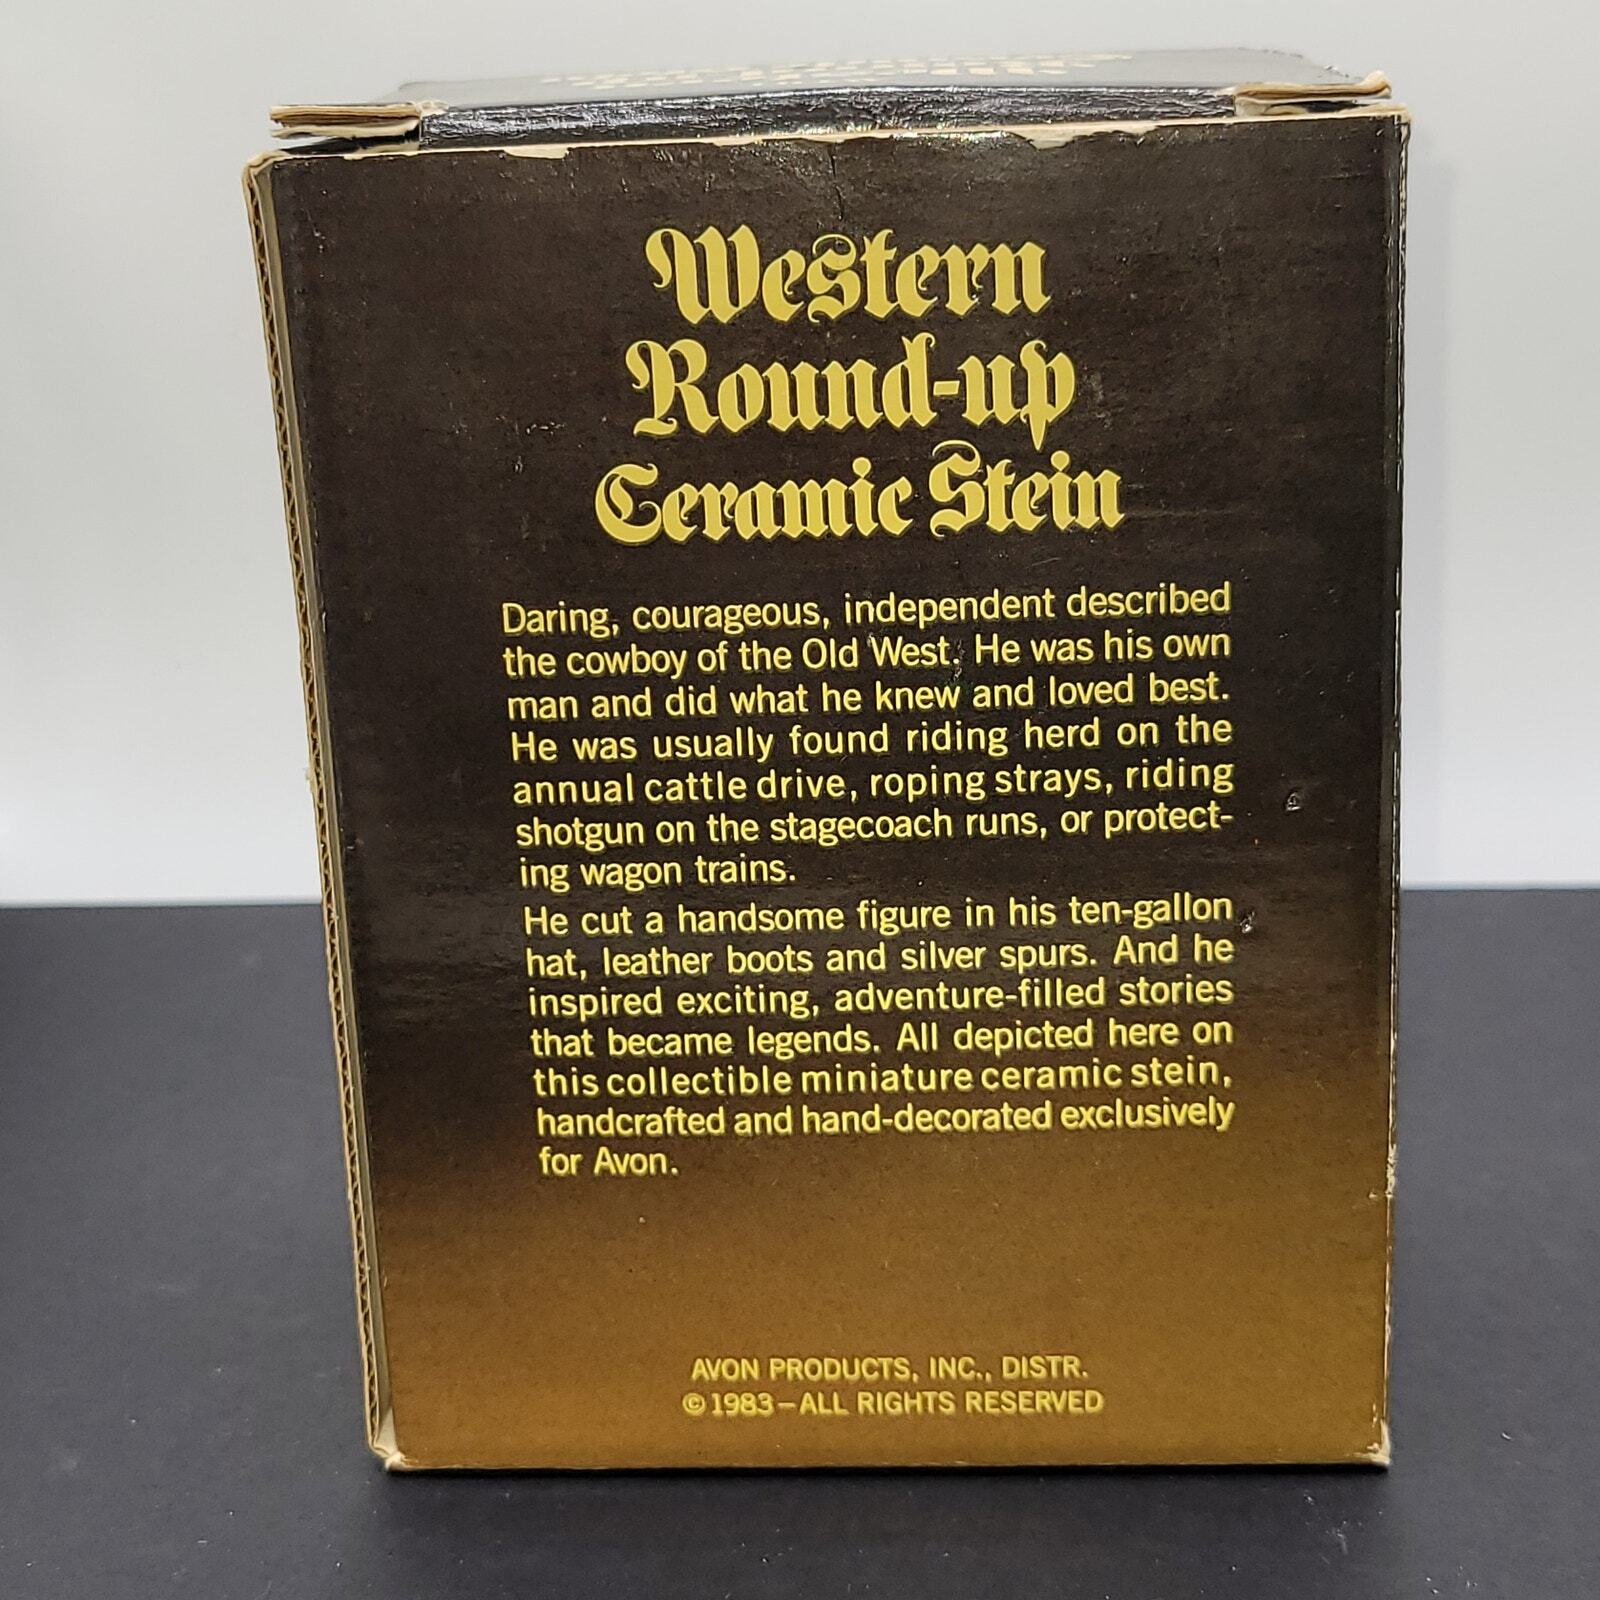 Western
Round-up
Ceramic Stein
Daring, courageous, independent described
the cowboy of the Old West. He was his own
man and did what he knew and loved best.
He was usually found riding herd on the
annual cattle drive, roping strays, riding
shotgun on the stagecoach runs, or protect-
ing wagon trains.
He cut a handsome figure in his ten-gallon
hat, leather boots and silver spurs. And he
inspired exciting, adventure-filled stories
that became legends. All depicted here on
this collectible miniature ceramic stein,
handcrafted and hand-decorated exclusively
for Avon.
AVON PRODUCTS, INC., DISTR.
© 1983–ALL RIGHTS RESERVED